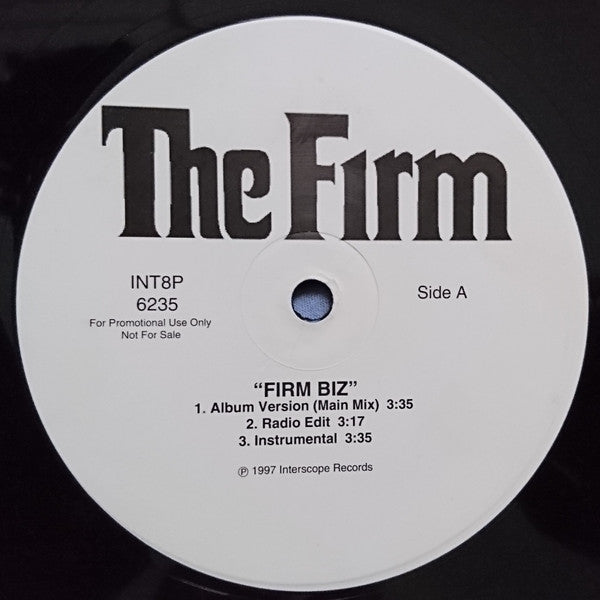 The Firm
INT8P
6235
For Promotional Use Only
Not For Sale
Side A
“FIRM BIZ”
1. Album Version (Main Mix) 3:35
2. Radio Edit 3:17
3. Instrumental 3:35
℗ 1997 Interscope Records